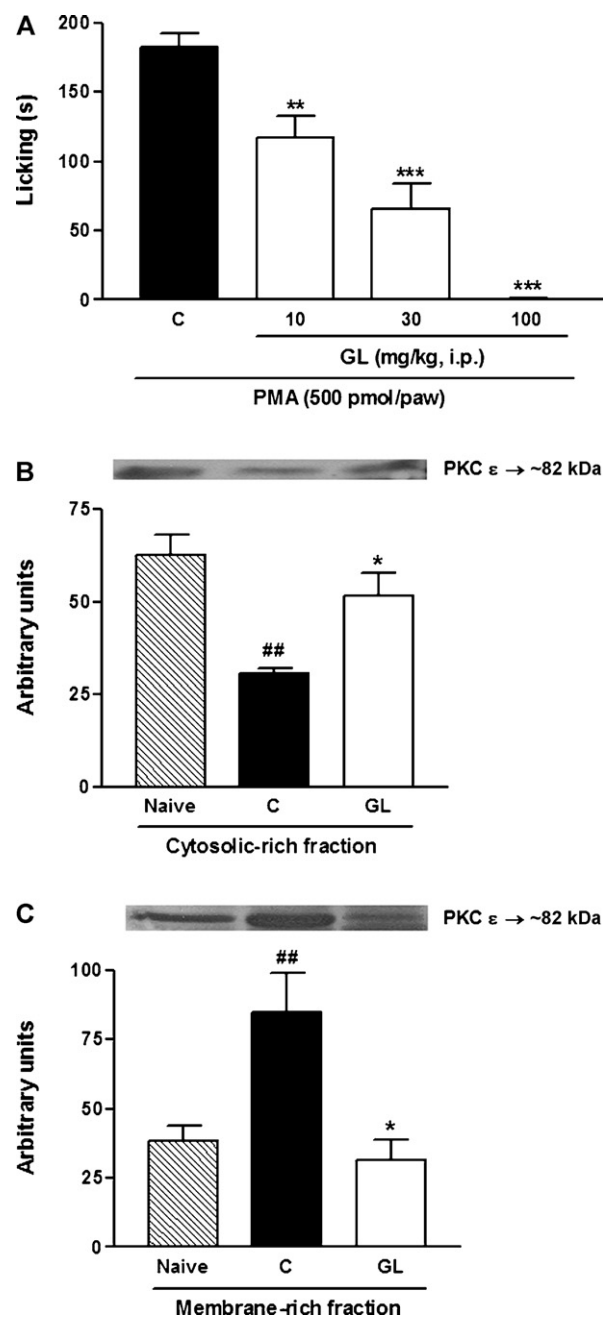 A
200
150
100
50
0
Licking (s)
**
***
***
C 10 30 100
GL (mg/kg, i.p.)
PMA (500 pmol/paw)
B
PKC ε → ~82 kDa
75
50
25
0
Arbitrary units
##
*
Naive C GL
Cytosolic-rich fraction
C
PKC ε → ~82 kDa
100
75
50
25
0
Arbitrary units
##
*
Naive C GL
Membrane-rich fraction